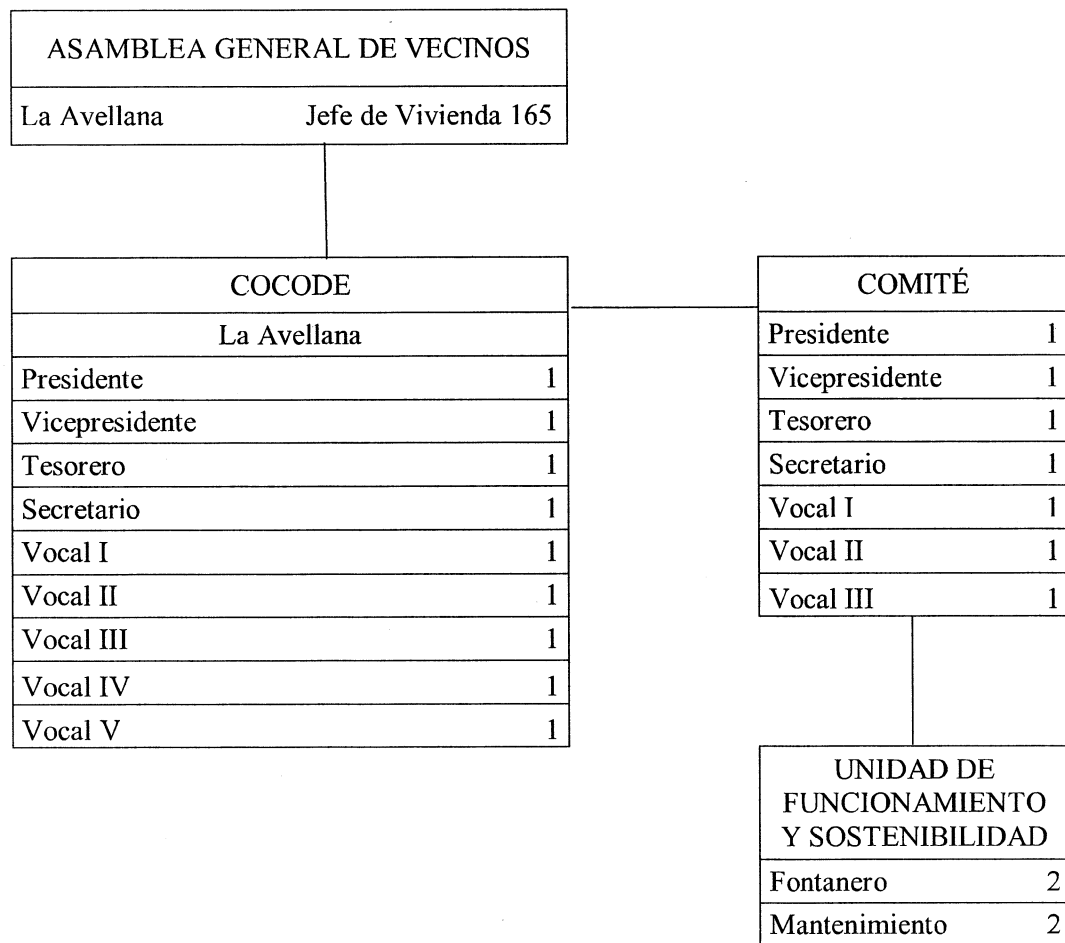 ASAMBLEA GENERAL DE VECINOS
La Avellana Jefe de Vivienda 165
COCODE
La Avellana
Presidente 1
Vicepresidente 1
Tesorero 1
Secretario 1
Vocal I 1
Vocal II 1
Vocal III 1
Vocal IV 1
Vocal V 1
COMITÉ
Presidente 1
Vicepresidente 1
Tesorero 1
Secretario 1
Vocal I 1
Vocal II 1
Vocal III 1
UNIDAD DE
FUNCIONAMIENTO
Y SOSTENIBILIDAD
Fontanero 2
Mantenimiento 2